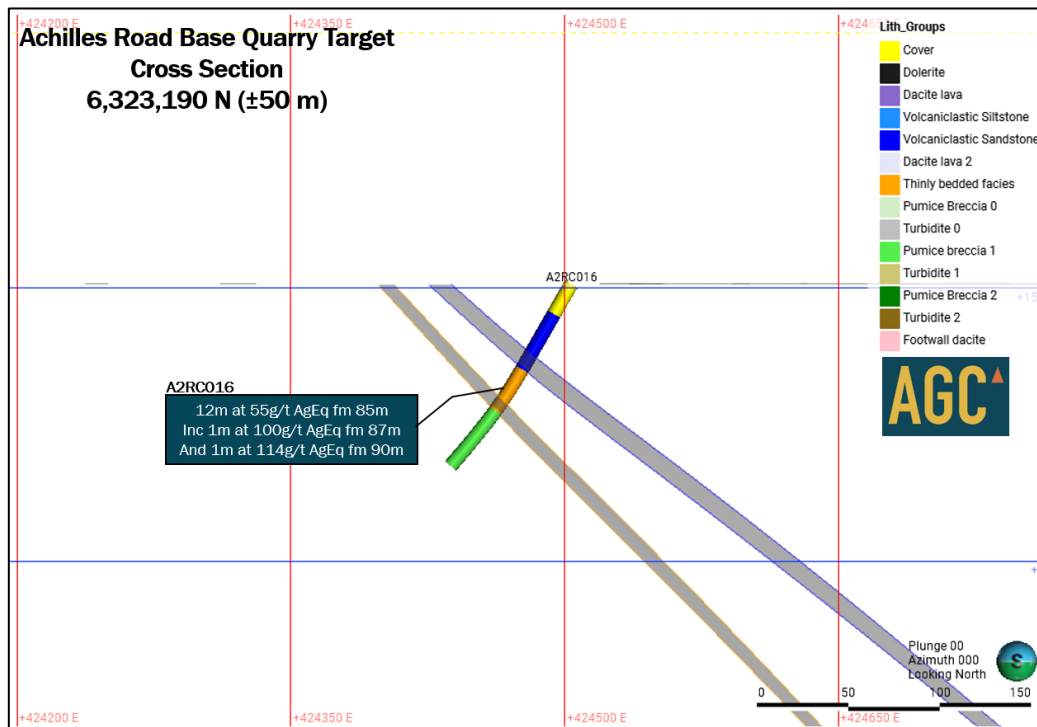 +424200 E
+424350 E
+424500 E
Achilles Road Base Quarry Target
Cross Section
6,323,190 N (±50 m)
Lith_Groups
Cover
Dolerite
Dacite lava
Volcaniclastic Siltstone
Volcaniclastic Sandstone
Dacite lava 2
Thinly bedded facies
Pumice Breccia 0
Turbidite 0
Pumice breccia 1
Turbidite 1
Pumice Breccia 2
Turbidite 2
Footwall dacite
AGC
A2RC016
A2RC016
12m at 55g/t AgEq fm 85m
Inc 1m at 100g/t AgEq fm 87m
And 1m at 114g/t AgEq fm 90m
Plunge 00
Azimuth 000
Looking North
S
0 50 100 150
+424200 E
+424350 E
+424500 E
+424650 E